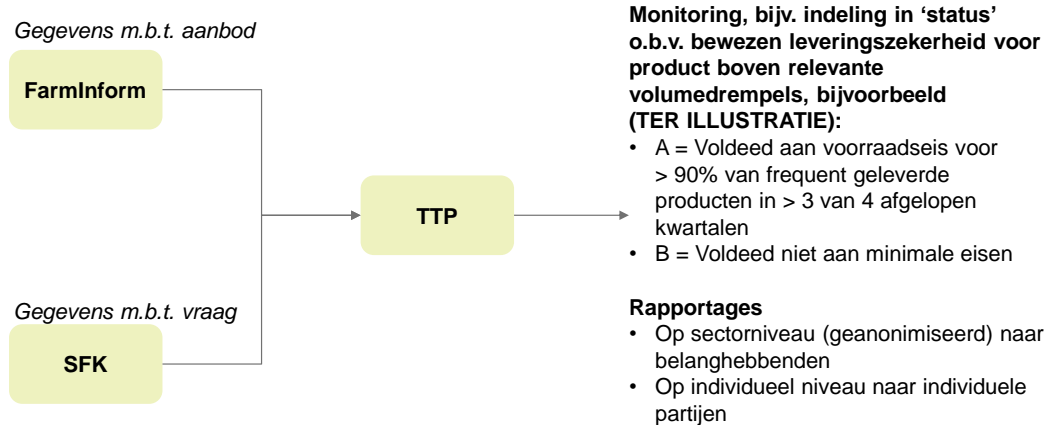 Gegevens m.b.t. aanbod
FarmInform
Gegevens m.b.t. vraag
SFK
TTP
Monitoring, bijv. indeling in ‘status’
o.b.v. bewezen leveringszekerheid voor
product boven relevante
volumedrempels, bijvoorbeeld
(TER ILLUSTRATIE):
• A = Voldeed aan voorraadseis voor
> 90% van frequent geleverde
producten in > 3 van 4 afgelopen
kwartalen
• B = Voldeed niet aan minimale eisen
Rapportages
• Op sectorniveau (geanonimiseerd) naar
belanghebbenden
• Op individueel niveau naar individuele
partijen